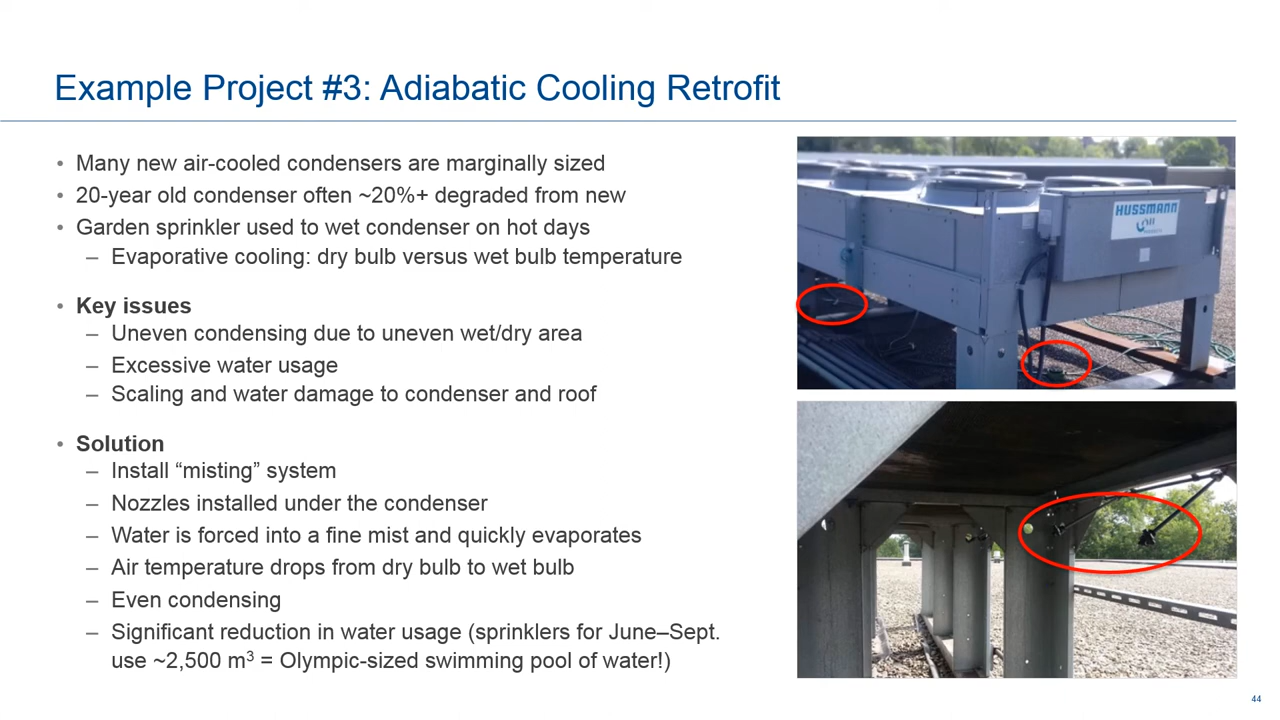 Example Project #3: Adiabatic Cooling Retrofit
• Many new air-cooled condensers are marginally sized
• 20-year old condenser often ~20%+ degraded from new
• Garden sprinkler used to wet condenser on hot days
– Evaporative cooling: dry bulb versus wet bulb temperature
• Key issues
– Uneven condensing due to uneven wet/dry area
– Excessive water usage
– Scaling and water damage to condenser and roof
• Solution
– Install “misting” system
– Nozzles installed under the condenser
– Water is forced into a fine mist and quickly evaporates
– Air temperature drops from dry bulb to wet bulb
– Even condensing
– Significant reduction in water usage (sprinklers for June–Sept.
use ~2,500 m³ = Olympic-sized swimming pool of water!)
HUSSMANN
44